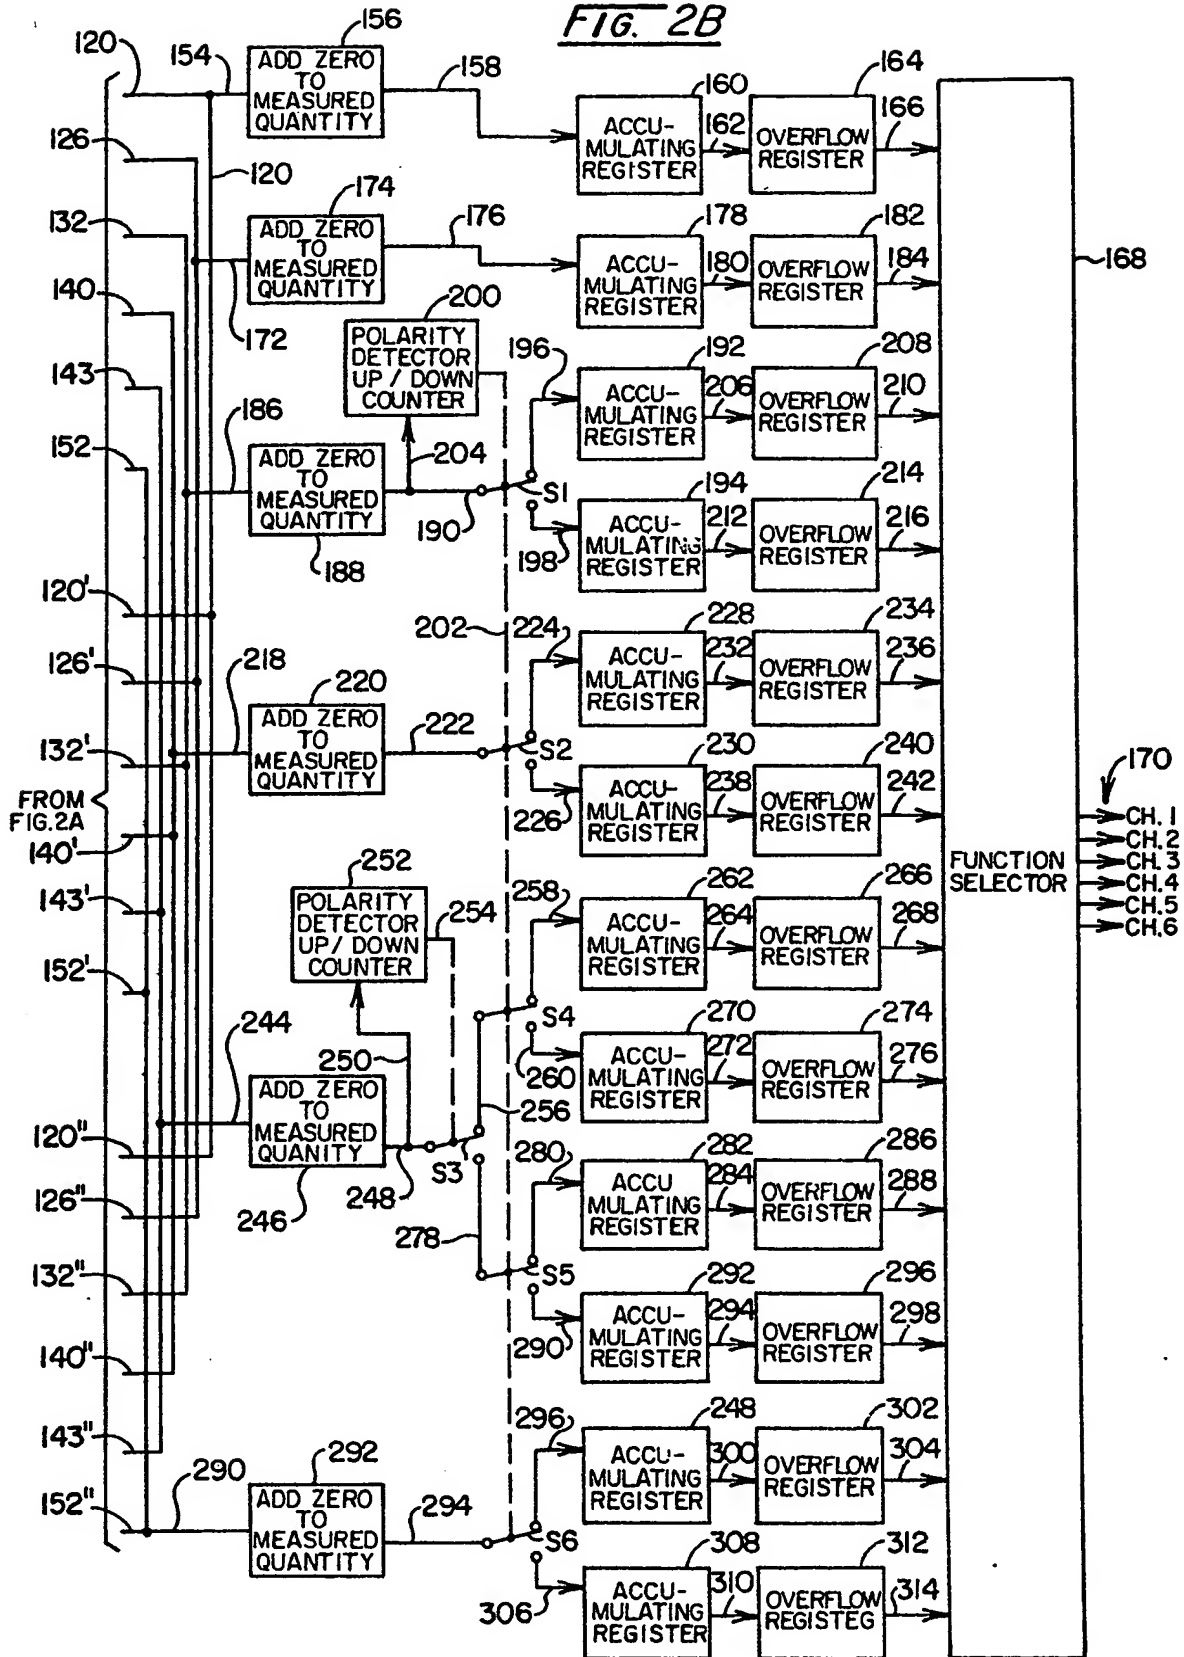 FIG. 2B
120
154
156
ADD ZERO
TO
MEASURED
QUANTITY
158
160
ACCU-
MULATING
REGISTER
162
164
OVERFLOW
REGISTER
166
126
120
132
174
ADD ZERO
TO
MEASURED
QUANTITY
176
172
178
ACCU-
MULATING
REGISTER
180
182
OVERFLOW
REGISTER
184
168
140
200
POLARITY
DETECTOR
UP/DOWN
COUNTER
143
196
192
ACCU-
MULATING
REGISTER
206
208
OVERFLOW
REGISTER
210
186
152
ADD ZERO
TO
MEASURED
QUANTITY
188
204
190
S1
198
194
ACCU-
MULATING
REGISTER
212
214
OVERFLOW
REGISTER
216
120'
126'
218
202
224
228
ACCU-
MULATING
REGISTER
232
234
OVERFLOW
REGISTER
236
220
ADD ZERO
TO
MEASURED
QUANTITY
222
S2
132'
226
230
ACCU-
MULATING
REGISTER
238
240
OVERFLOW
REGISTER
242
FROM
FIG.2A
140'
FUNCTION
SELECTOR
170
CH.1
CH.2
CH.3
CH.4
CH.5
CH.6
143'
252
POLARITY
DETECTOR
UP/DOWN
COUNTER
254
258
262
ACCU-
MULATING
REGISTER
264
266
OVERFLOW
REGISTER
268
152'
244
250
S4
260
270
ACCU-
MULATING
REGISTER
272
274
OVERFLOW
REGISTER
276
ADD ZERO
TO
MEASURED
QUANITY
246
248
S3
256
120"
126"
278
280
282
ACCU
MULATING
REGISTER
284
286
OVERFLOW
REGISTER
288
132"
S5
290
292
ACCU-
MULATING
REGISTER
294
296
OVERFLOW
REGISTER
298
140"
143"
296
248
ACCU-
MULATING
REGISTER
300
302
OVERFLOW
REGISTER
304
152"
290
292
ADD ZERO
TO
MEASURED
QUANTITY
294
S6
306
308
ACCU-
MULATING
REGISTER
310
312
OVERFLOW
REGISTEG
314